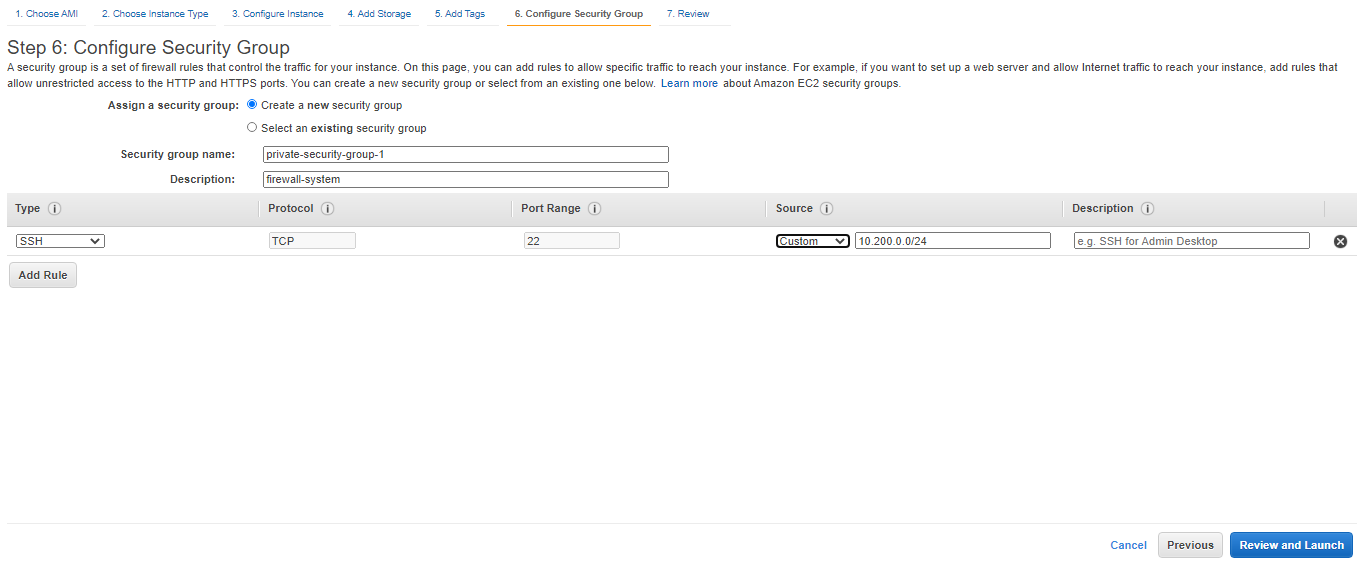 1. Choose AMI 2. Choose Instance Type 3. Configure Instance 4. Add Storage 5. Add Tags 6. Configure Security Group 7. Review
Step 6: Configure Security Group
A security group is a set of firewall rules that control the traffic for your instance. On this page, you can add rules to allow specific traffic to reach your instance. For example, if you want to set up a web server and allow Internet traffic to reach your instance, add rules that
allow unrestricted access to the HTTP and HTTPS ports. You can create a new security group or select from an existing one below. Learn more about Amazon EC2 security groups.
Assign a security group: Create a new security group
Select an existing security group
Security group name: private-security-group-1
Description: firewall-system
Type i Protocol i Port Range i Source i Description i
SSH TCP 22 Custom 10.200.0.0/24 e.g. SSH for Admin Desktop
Add Rule
Cancel Previous Review and Launch